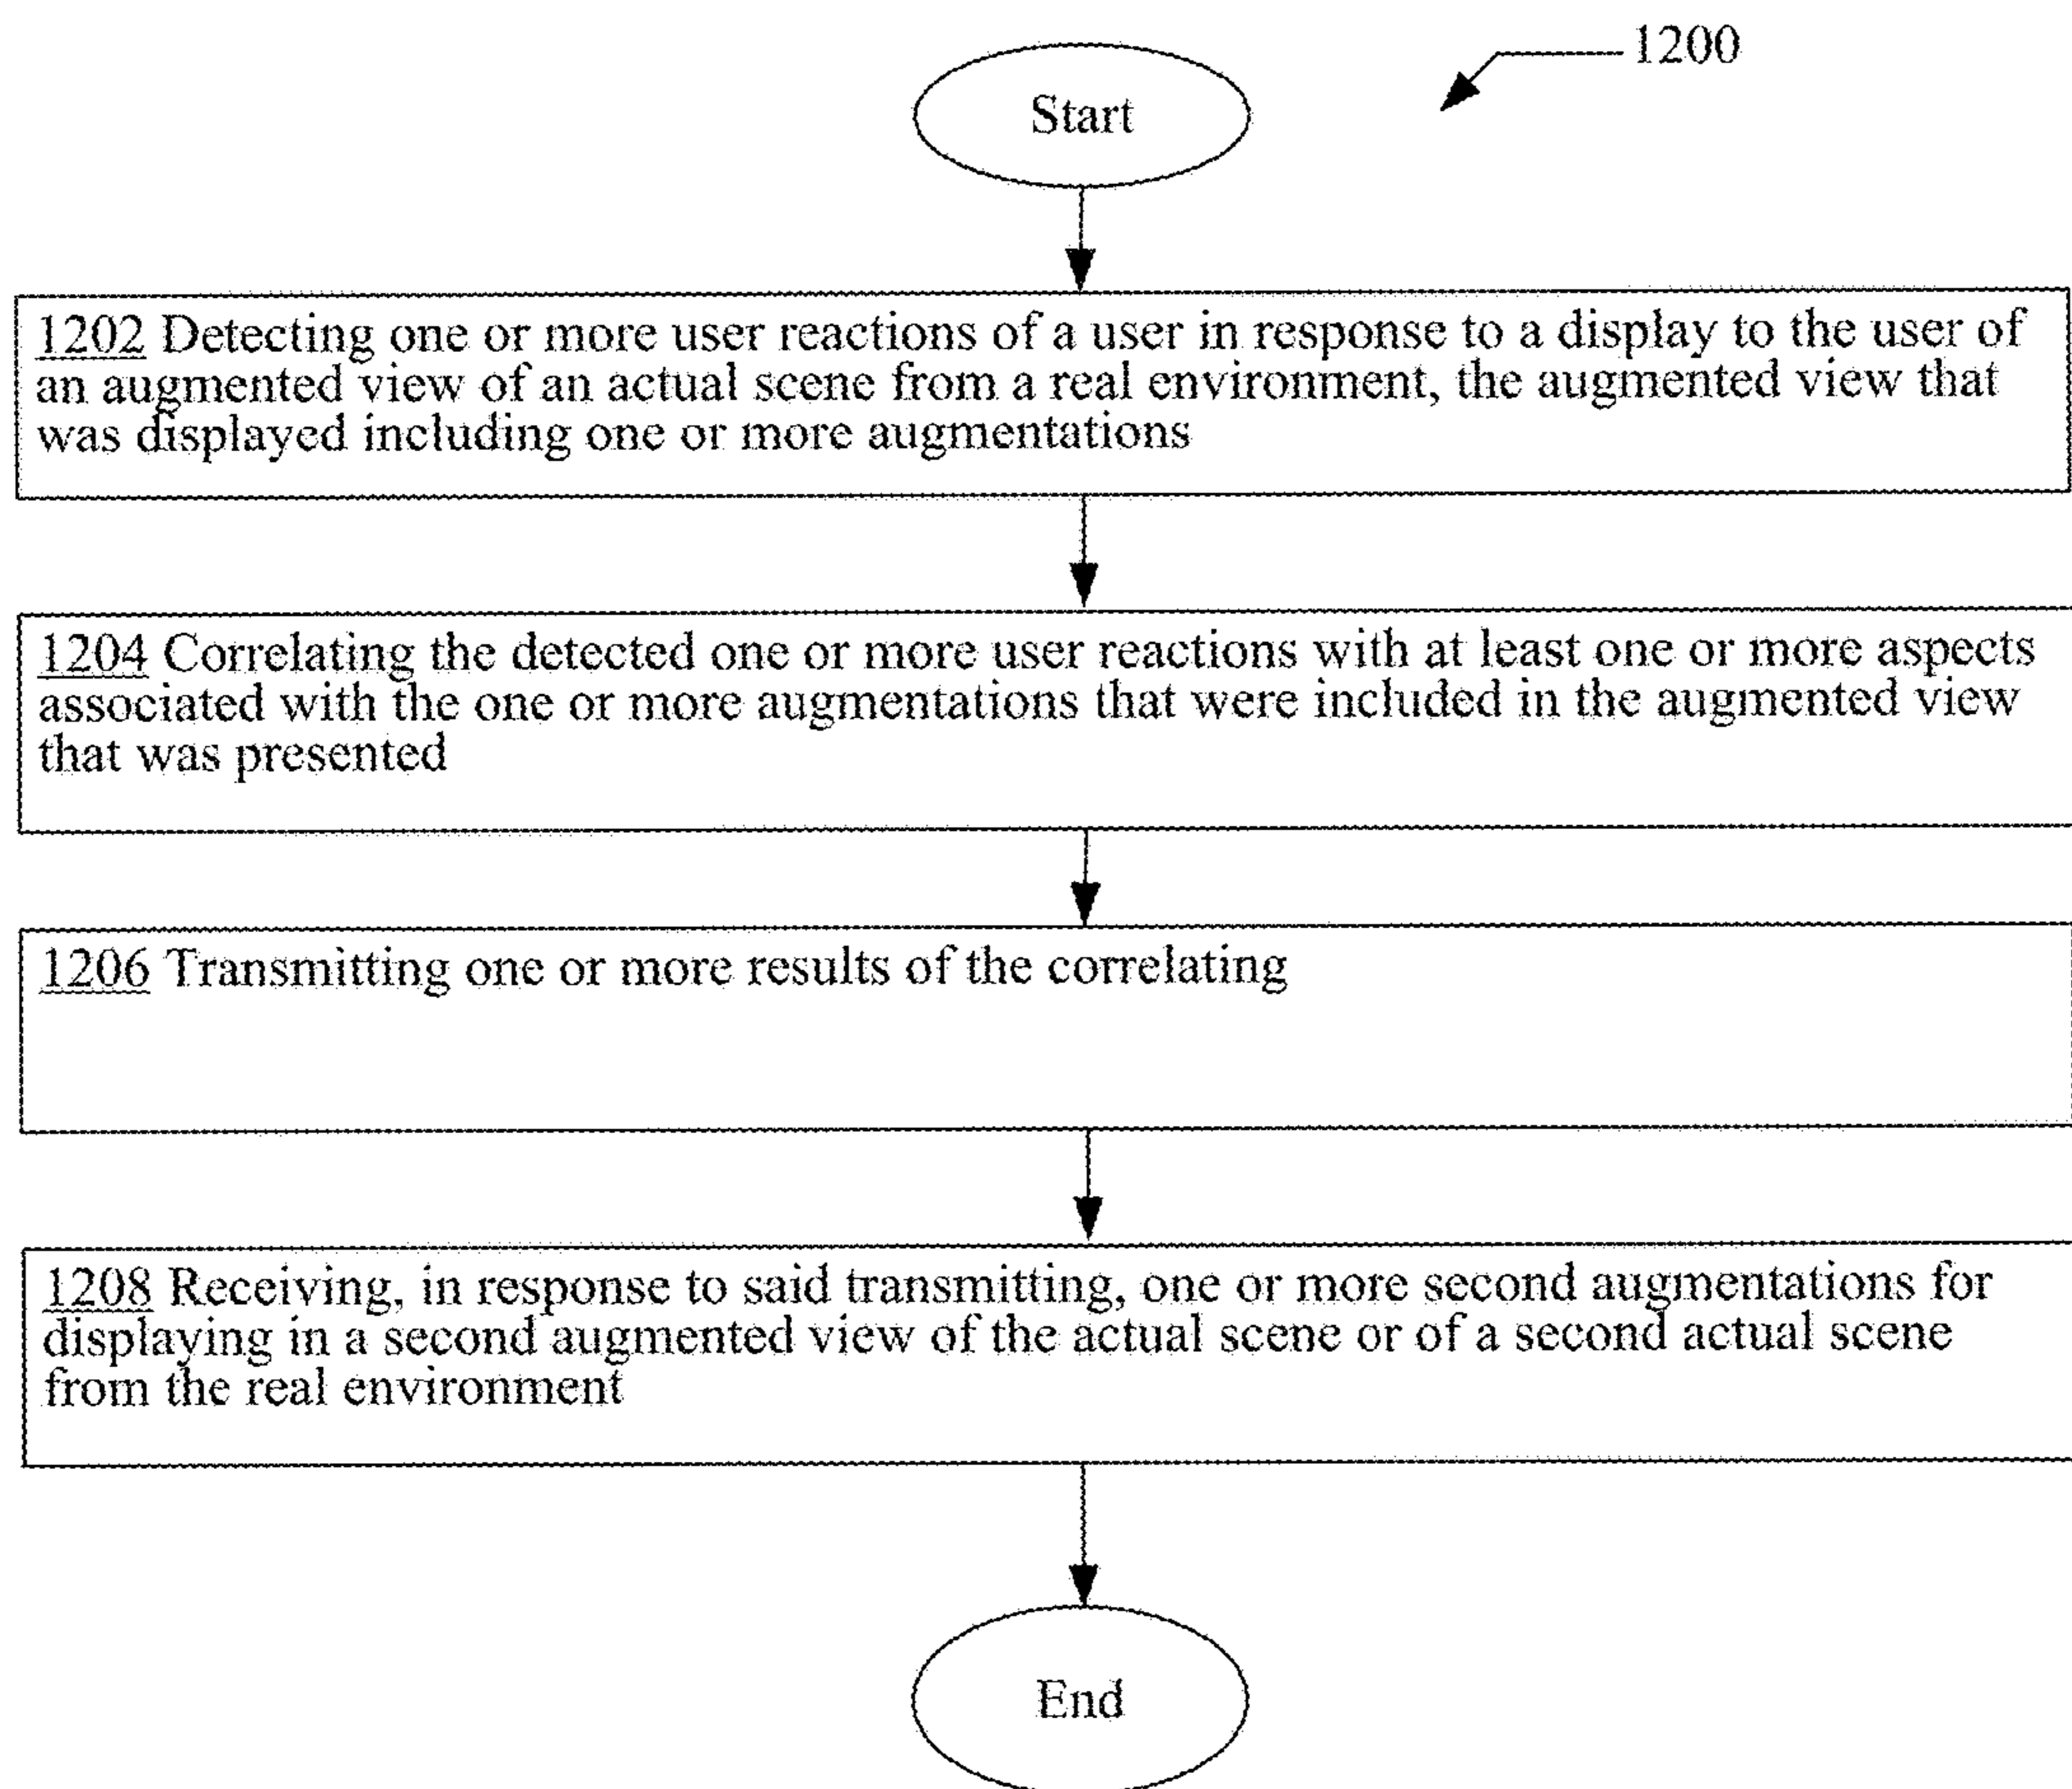 1200
Start
1202 Detecting one or more user reactions of a user in response to a display to the user of
an augmented view of an actual scene from a real environment, the augmented view that
was displayed including one or more augmentations
1204 Correlating the detected one or more user reactions with at least one or more aspects
associated with the one or more augmentations that were included in the augmented view
that was presented
1206 Transmitting one or more results of the correlating
1208 Receiving, in response to said transmitting, one or more second augmentations for
displaying in a second augmented view of the actual scene or of a second actual scene
from the real environment
End